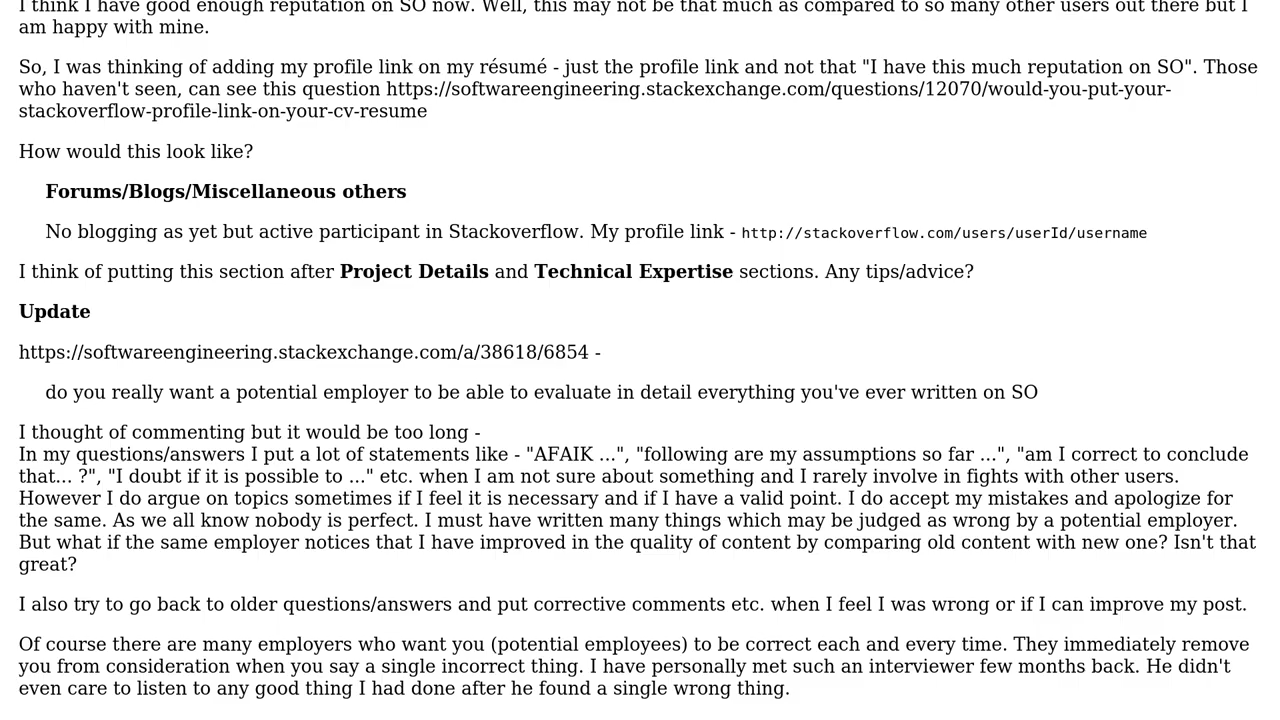 I think I have good enough reputation on SO now. Well, this may not be that much as compared to so many other users out there but I
am happy with mine.
So, I was thinking of adding my profile link on my résumé - just the profile link and not that "I have this much reputation on SO". Those
who haven't seen, can see this question https://softwareengineering.stackexchange.com/questions/12070/would-you-put-your-
stackoverflow-profile-link-on-your-cv-resume
How would this look like?
Forums/Blogs/Miscellaneous others
No blogging as yet but active participant in Stackoverflow. My profile link - http://stackoverflow.com/users/userId/username
I think of putting this section after Project Details and Technical Expertise sections. Any tips/advice?
Update
https://softwareengineering.stackexchange.com/a/38618/6854 -
do you really want a potential employer to be able to evaluate in detail everything you've ever written on SO
I thought of commenting but it would be too long -
In my questions/answers I put a lot of statements like - "AFAIK ...", "following are my assumptions so far ...", "am I correct to conclude
that... ?", "I doubt if it is possible to ..." etc. when I am not sure about something and I rarely involve in fights with other users.
However I do argue on topics sometimes if I feel it is necessary and if I have a valid point. I do accept my mistakes and apologize for
the same. As we all know nobody is perfect. I must have written many things which may be judged as wrong by a potential employer.
But what if the same employer notices that I have improved in the quality of content by comparing old content with new one? Isn't that
great?
I also try to go back to older questions/answers and put corrective comments etc. when I feel I was wrong or if I can improve my post.
Of course there are many employers who want you (potential employees) to be correct each and every time. They immediately remove
you from consideration when you say a single incorrect thing. I have personally met such an interviewer few months back. He didn't
even care to listen to any good thing I had done after he found a single wrong thing.